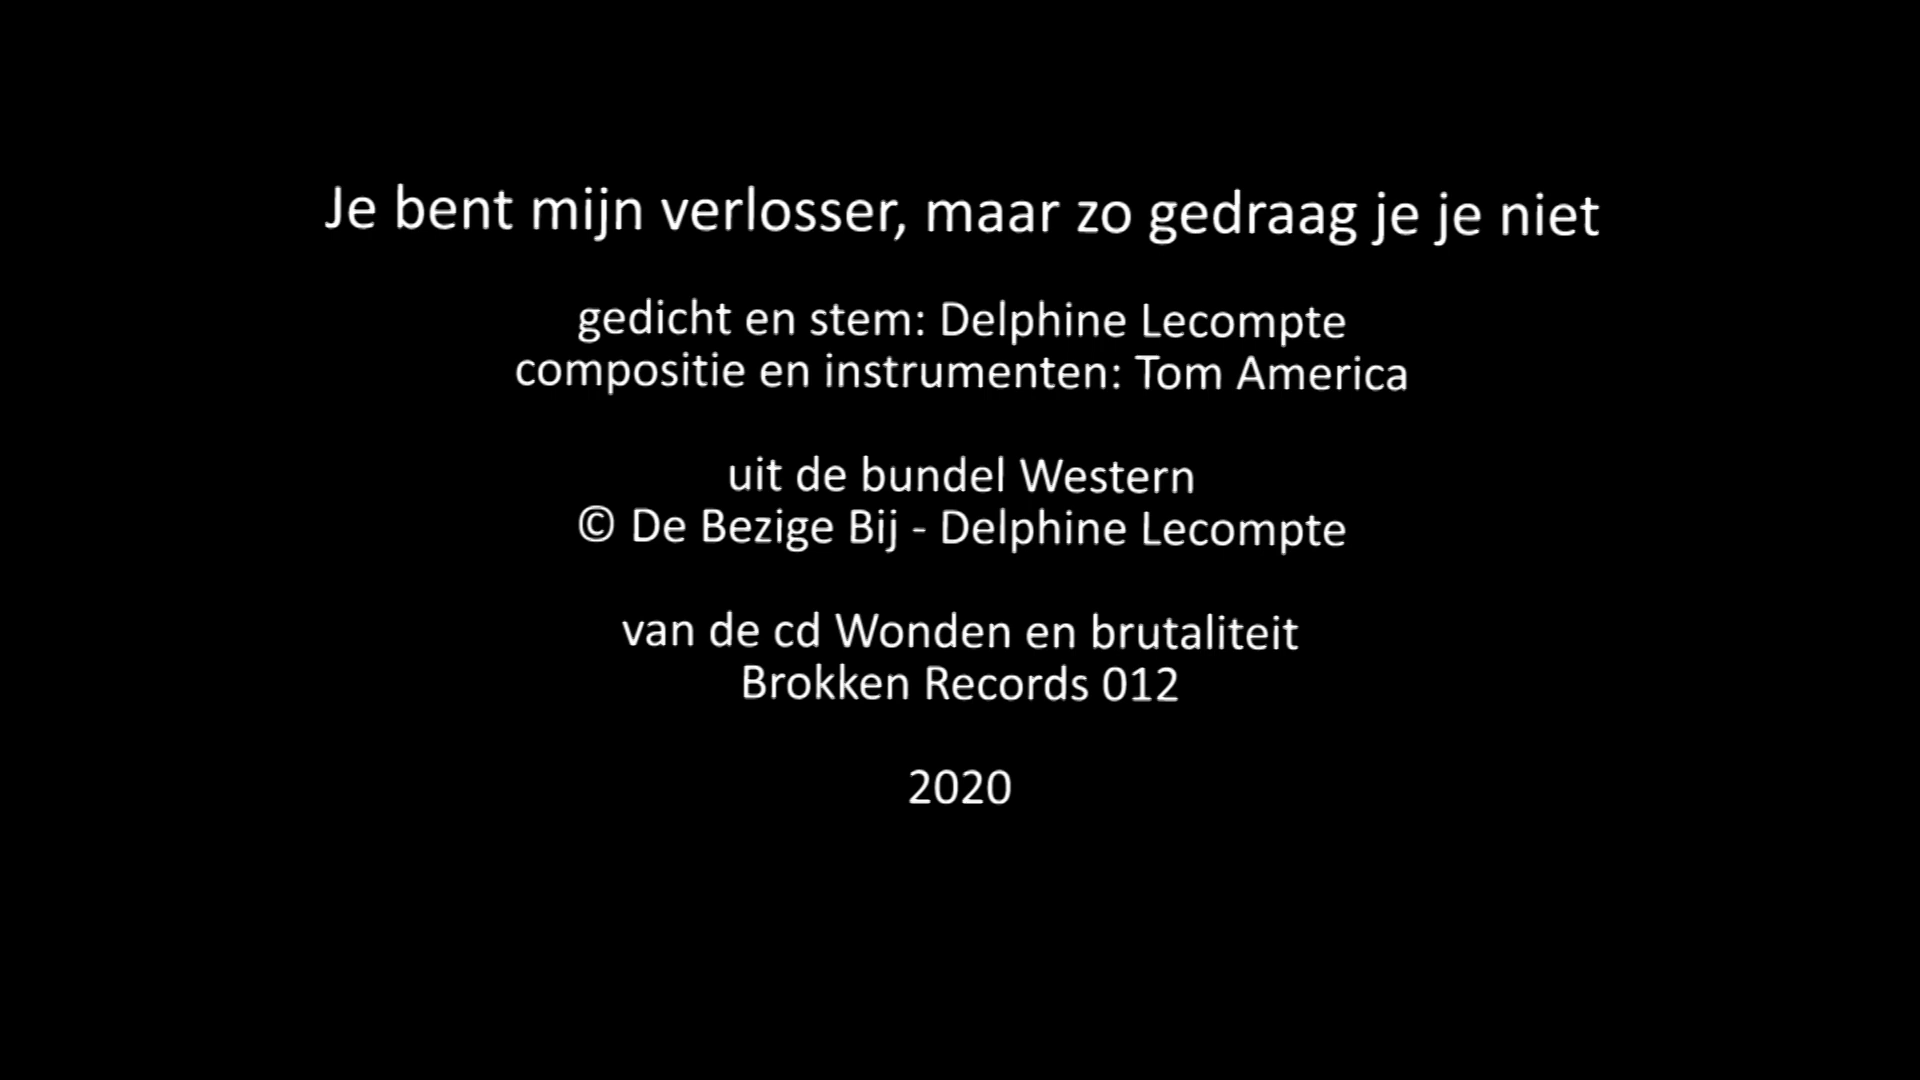 Je bent mijn verlosser, maar zo gedraag je je niet
gedicht en stem: Delphine Lecompte
compositie en instrumenten: Tom America
uit de bundel Western
© De Bezige Bij - Delphine Lecompte
van de cd Wonden en brutaliteit
Brokken Records 012
2020